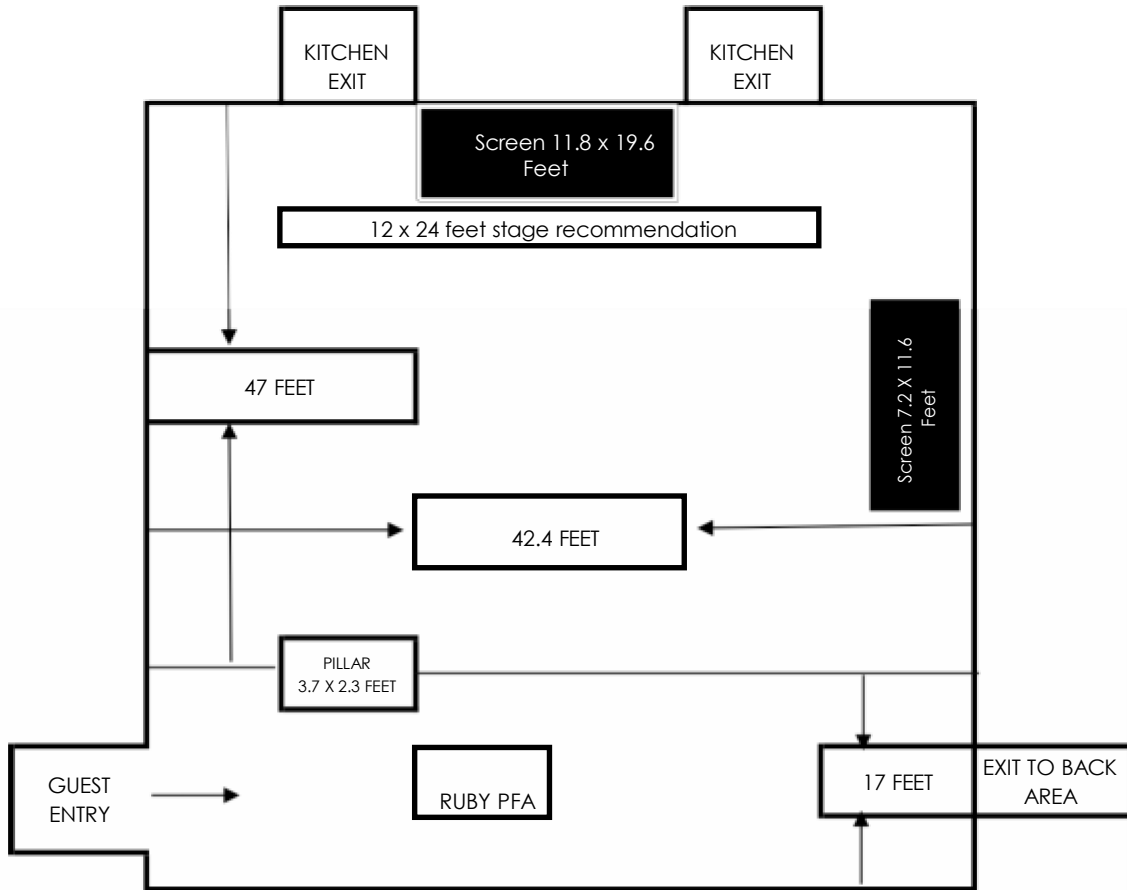 KITCHEN
EXIT
KITCHEN
EXIT
Screen 11.8 x 19.6
Feet
12 x 24 feet stage recommendation
Screen 7.2 X 11.6
Feet
47 FEET
42.4 FEET
PILLAR
3.7 X 2.3 FEET
GUEST
ENTRY
RUBY PFA
17 FEET
EXIT TO BACK
AREA